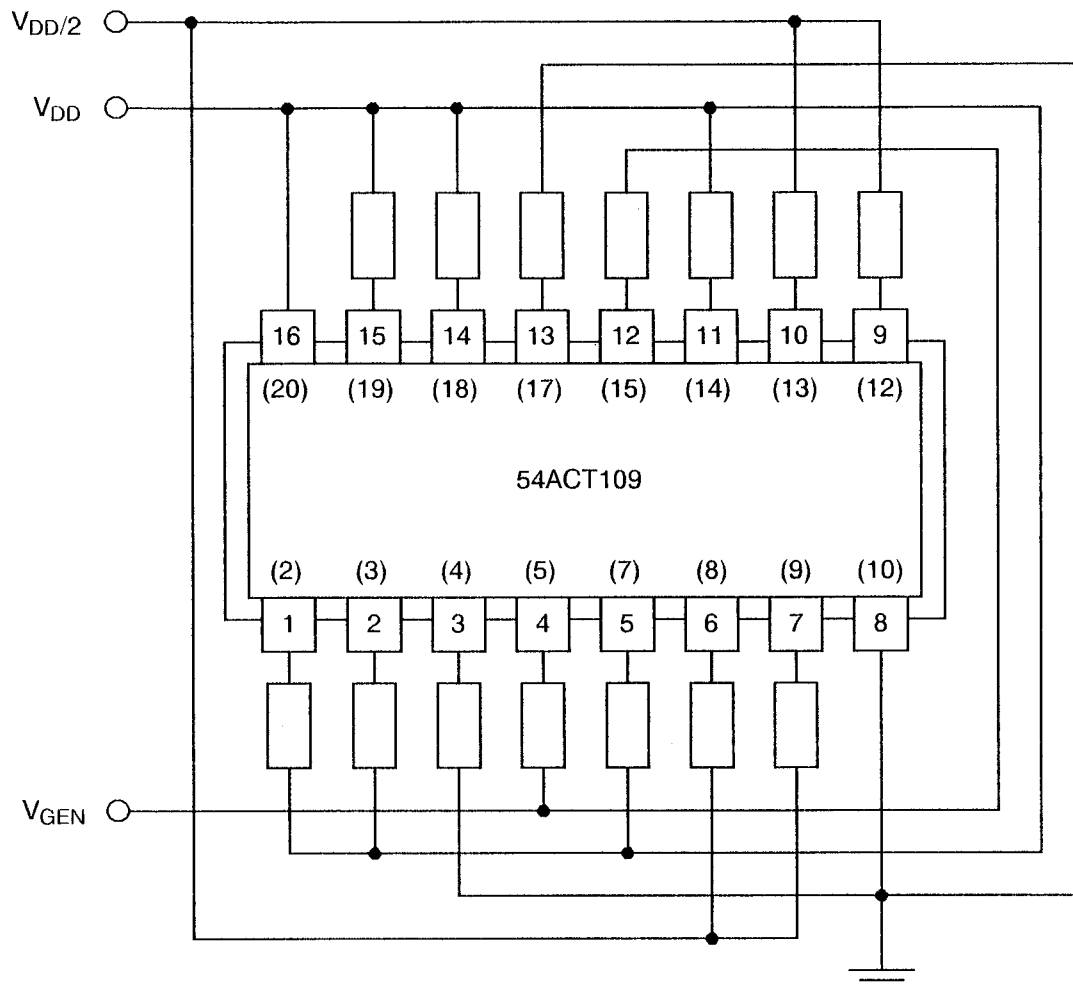 VDD/2
VDD
16 15 14 13 12 11 10 9
(20) (19) (18) (17) (15) (14) (13) (12)
54ACT109
(2) (3) (4) (5) (7) (8) (9) (10)
1 2 3 4 5 6 7 8
VGEN